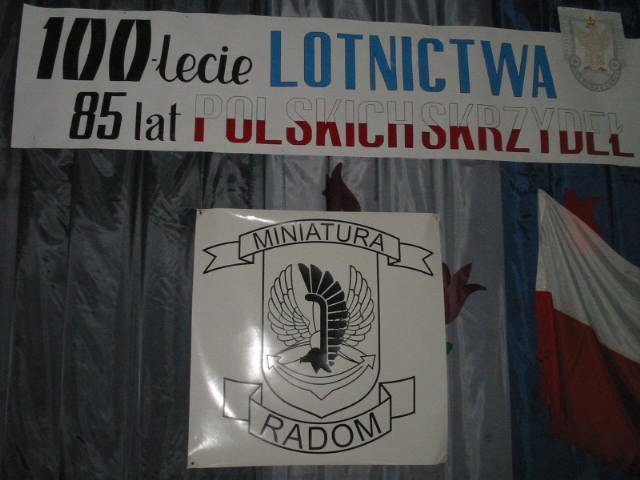 100-lecie LOTNICTWA
85 lat POLSKICH SKRZYDEŁ
MINIATURA
RADOM